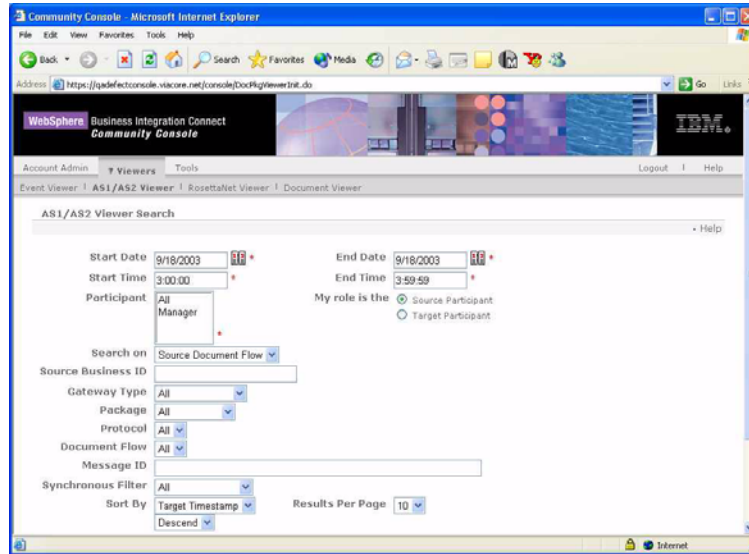 Community Console - Microsoft Internet Explorer
File Edit View Favorites Tools Help
Back Search Favorites Media
Address https://qadefectconsole.viacore.net/console/DocPkgViewerInit.do Go Links
WebSphere Business Integration Connect
Community Console
IBM.
Account Admin Viewers Tools Logout | Help
Event Viewer | AS1/AS2 Viewer | RosettaNet Viewer | Document Viewer
AS1/AS2 Viewer Search
Help
Start Date 9/18/2003 * End Date 9/18/2003 *
Start Time 3:00:00 * End Time 3:59:59 *
Participant All My role is the Source Participant
Manager Target Participant
*
Search on Source Document Flow
Source Business ID
Gateway Type All
Package All
Protocol All
Document Flow All
Message ID
Synchronous Filter All
Sort By Target Timestamp Results Per Page 10
Descend
Internet